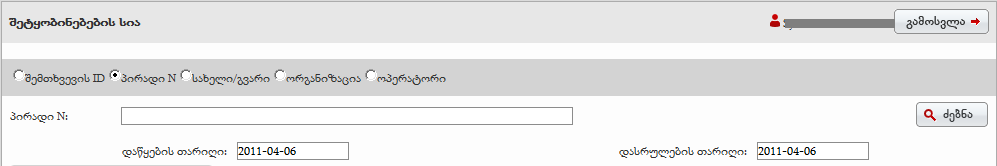 შეტყობინებების სია
გამოსვლა
შემთხვევის ID პირადი N სახელი/გვარი ორგანიზაცია ოპერატორი
პირადი N:
ძებნა
დაწყების თარიღი: 2011-04-06 დასრულების თარიღი: 2011-04-06